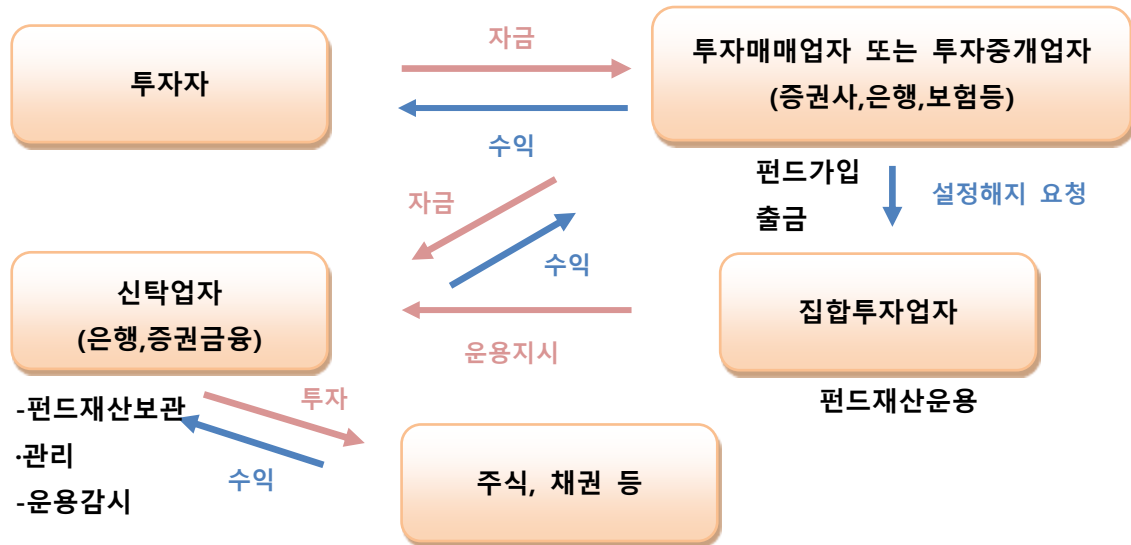 투자자
자금
수익
투자매매업자 또는 투자중개업자
(증권사,은행,보험등)
펀드가입
출금
설정해지 요청
자금
수익
신탁업자
(은행,증권금융)
운용지시
집합투자업자
펀드재산운용
-펀드재산보관
·관리
-운용감시
투자
수익
주식, 채권 등